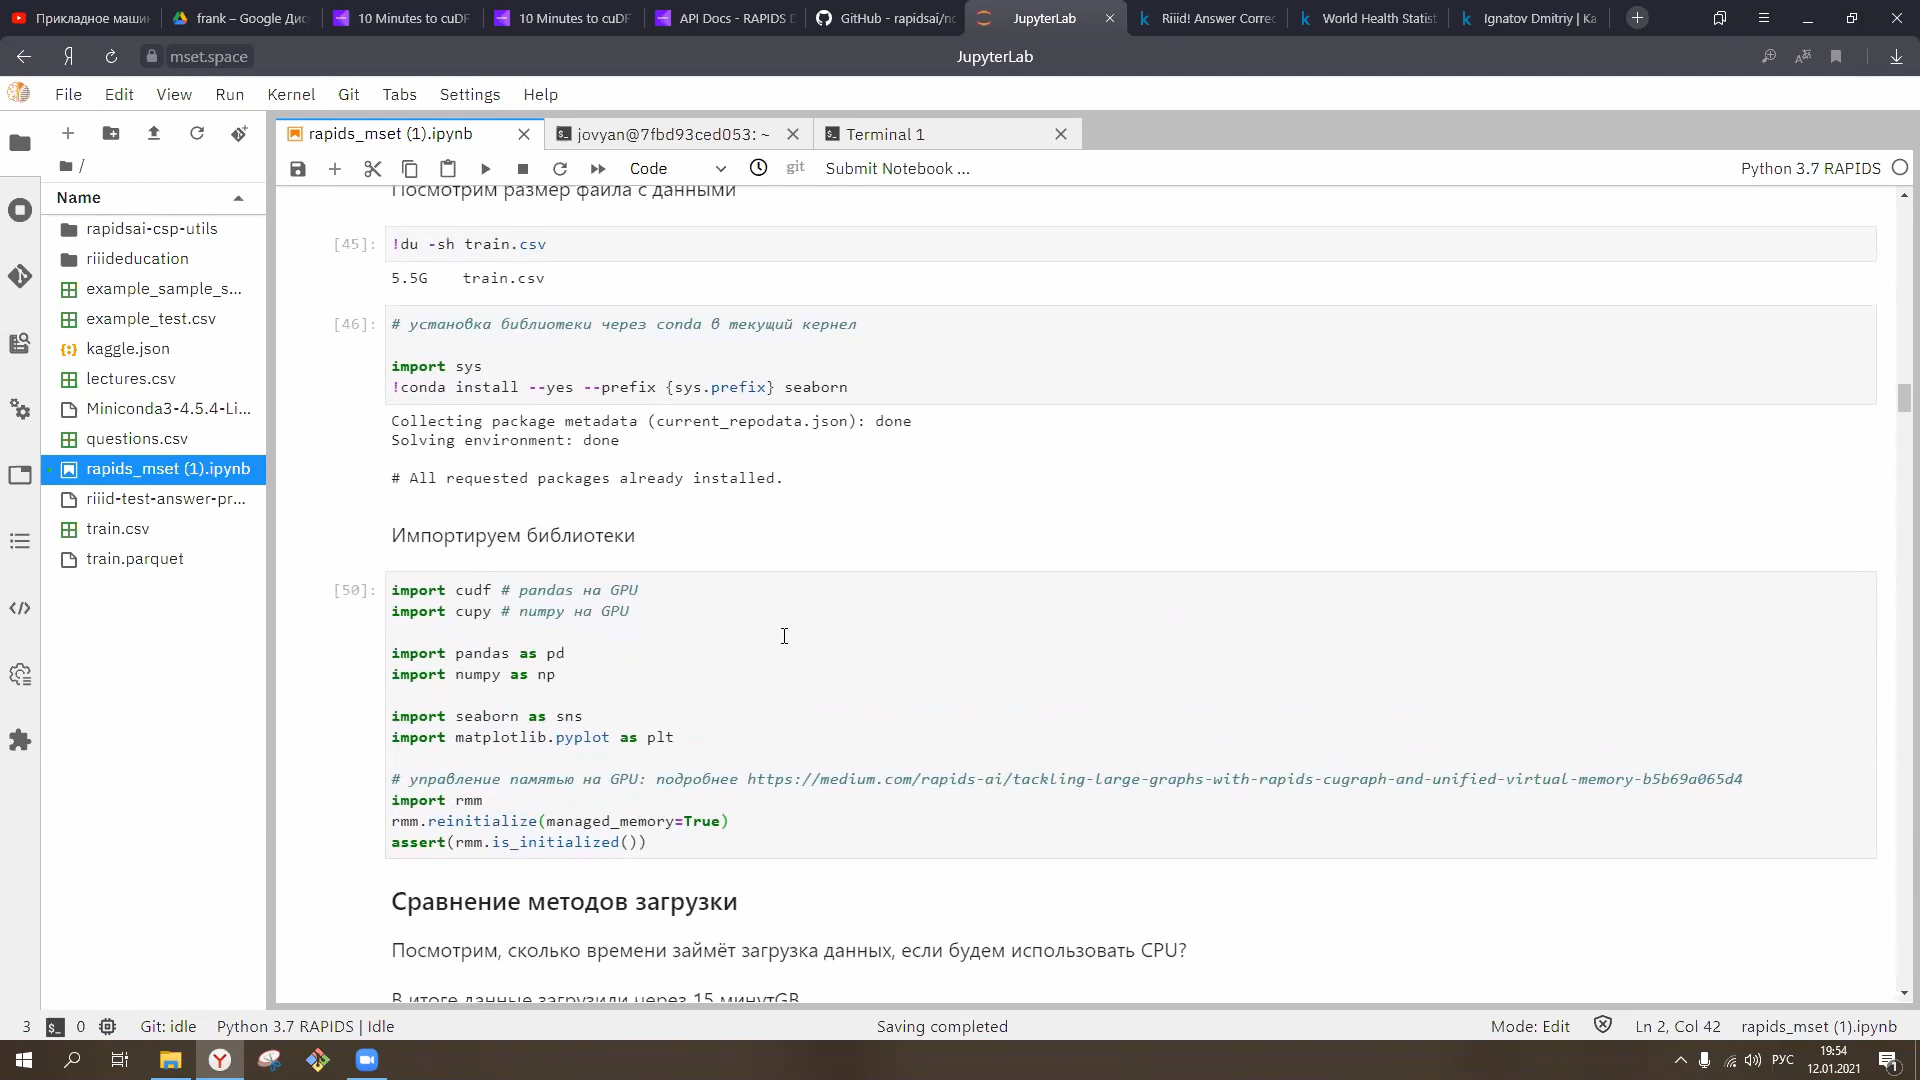 Прикладное машин
frank – Google Дис
10 Minutes to cuDF
10 Minutes to cuDF
API Docs - RAPIDS D
GitHub - rapidsai/no
JupyterLab
Riiid! Answer Correc
World Health Statist
Ignatov Dmitriy | Ka
mset.space
JupyterLab
File Edit View Run Kernel Git Tabs Settings Help
rapids_mset (1).ipynb
jovyan@7fbd93ced053: ~
Terminal 1
Code
git
Submit Notebook ...
Python 3.7 RAPIDS
/
Name
rapidsai-csp-utils
riiideducation
example_sample_s...
example_test.csv
kaggle.json
lectures.csv
Miniconda3-4.5.4-Li...
questions.csv
rapids_mset (1).ipynb
riiid-test-answer-pr...
train.csv
train.parquet
Посмотрим размер файла с данными
[45]: !du -sh train.csv
5.5G train.csv
[46]: # установка библиотеки через conda в текущий кернел
import sys
!conda install --yes --prefix {sys.prefix} seaborn
Collecting package metadata (current_repodata.json): done
Solving environment: done
# All requested packages already installed.
Импортируем библиотеки
[50]: import cudf # pandas на GPU
import cupy # numpy на GPU
import pandas as pd
import numpy as np
import seaborn as sns
import matplotlib.pyplot as plt
# управление памятью на GPU: подробнее https://medium.com/rapids-ai/tackling-large-graphs-with-rapids-cugraph-and-unified-virtual-memory-b5b69a065d4
import rmm
rmm.reinitialize(managed_memory=True)
assert(rmm.is_initialized())
Сравнение методов загрузки
Посмотрим, сколько времени займёт загрузка данных, если будем использовать CPU?
В итоге данные загрузили через 15 минутGB
3 0 Git: idle Python 3.7 RAPIDS | Idle
Saving completed
Mode: Edit Ln 2, Col 42 rapids_mset (1).ipynb
РУС
19:54
12.01.2021
1